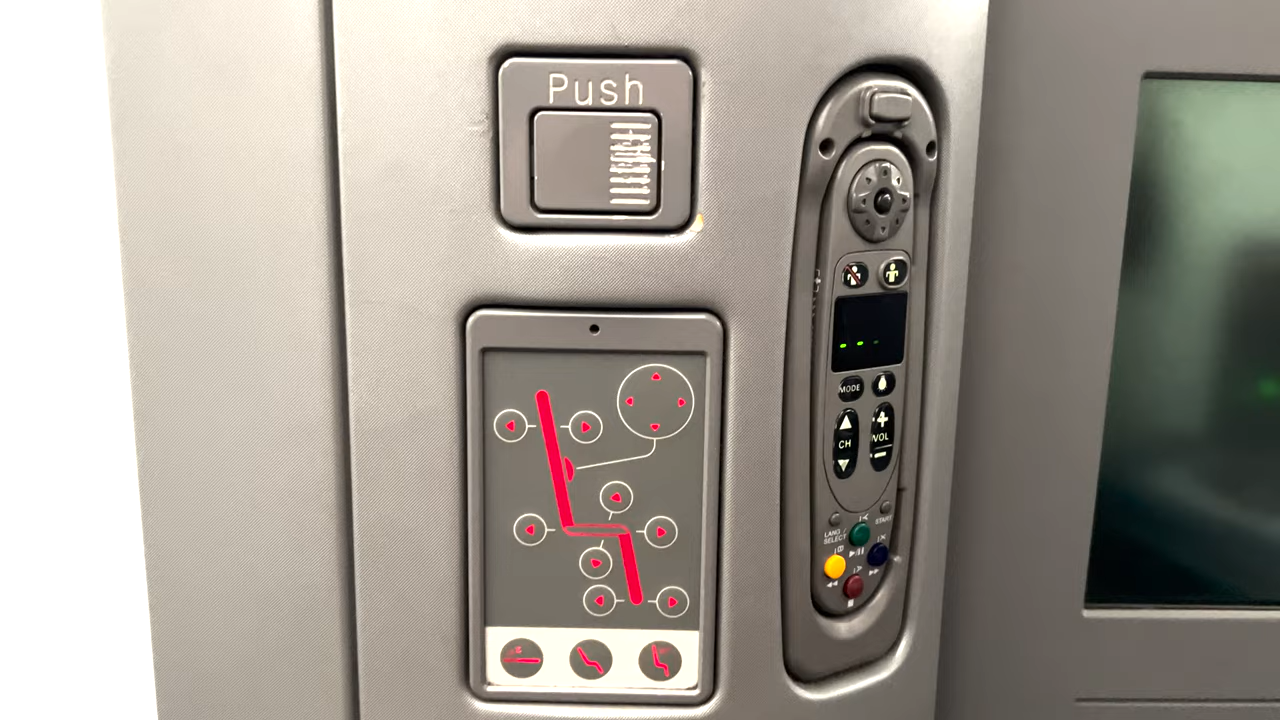 Push
MODE
CH
+
VOL
−
LANG /
SELECT
START